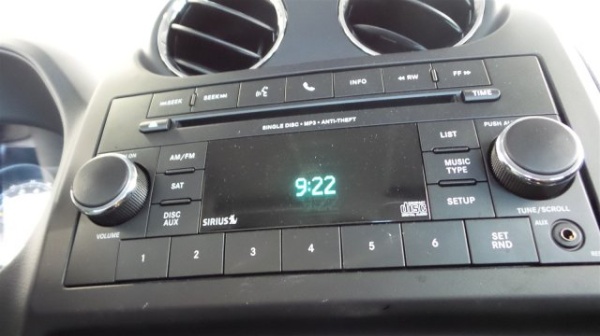 SEEK SEEK INFO RW FF
TIME
SINGLE DISC • MP3 • ANTI-THEFT
ON AM/FM LIST PUSH
SAT 9:22 MUSIC TYPE
DISC AUX SIRIUS disc SETUP
VOLUME TUNE/SCROLL
1 2 3 4 5 6 SET RND AUX